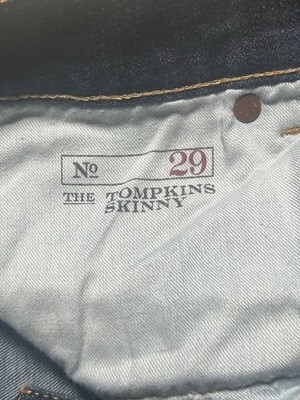 No 29
THE TOMPKINS
SKINNY